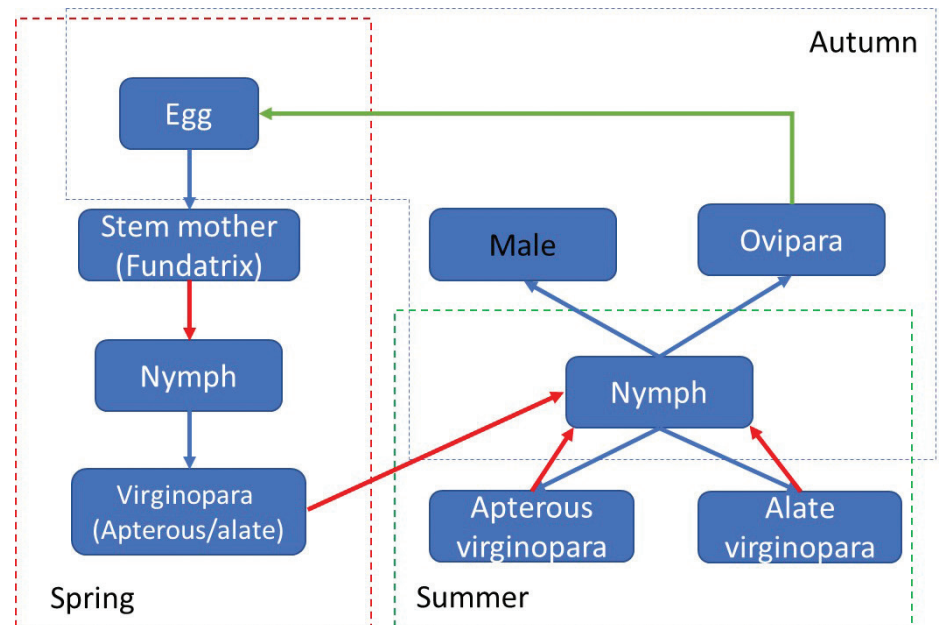 Autumn
Egg
Stem mother
(Fundatrix)
Male
Ovipara
Nymph
Nymph
Virginopara
(Apterous/alate)
Apterous
virginopara
Alate
virginopara
Spring
Summer